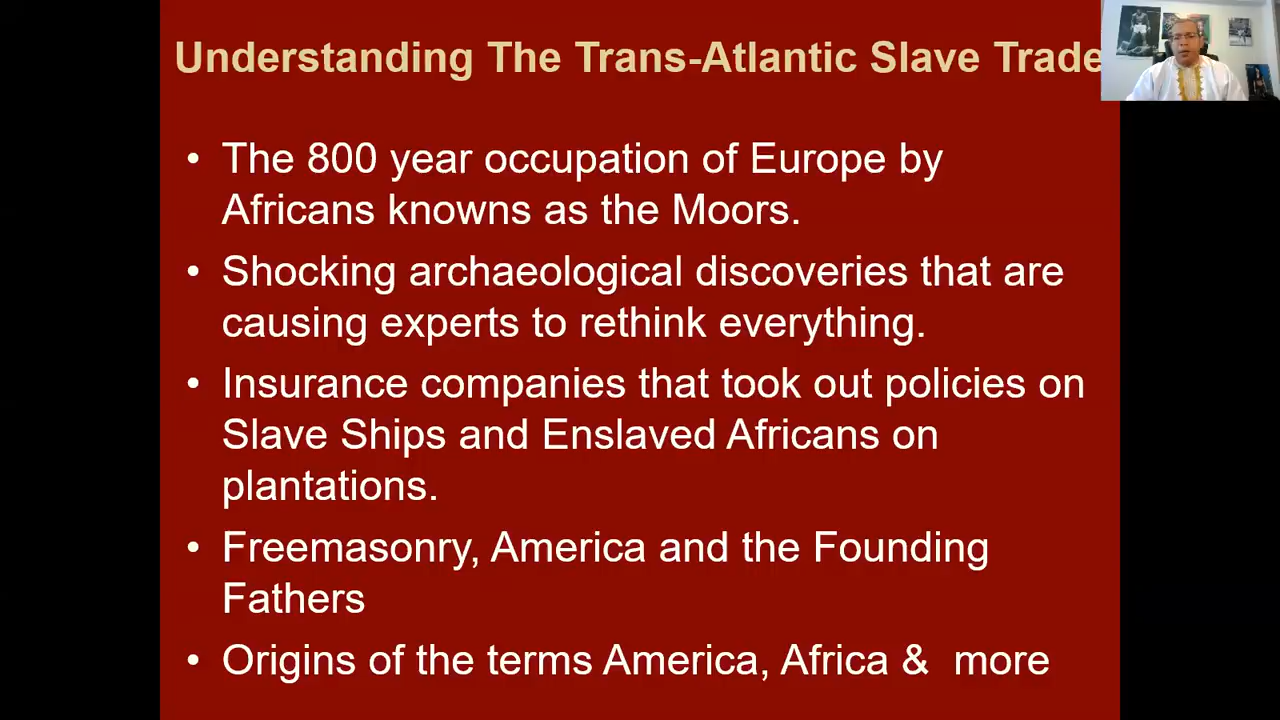 Understanding The Trans-Atlantic Slave Trade
• The 800 year occupation of Europe by
Africans knowns as the Moors.
• Shocking archaeological discoveries that are
causing experts to rethink everything.
• Insurance companies that took out policies on
Slave Ships and Enslaved Africans on
plantations.
• Freemasonry, America and the Founding
Fathers
• Origins of the terms America, Africa &  more